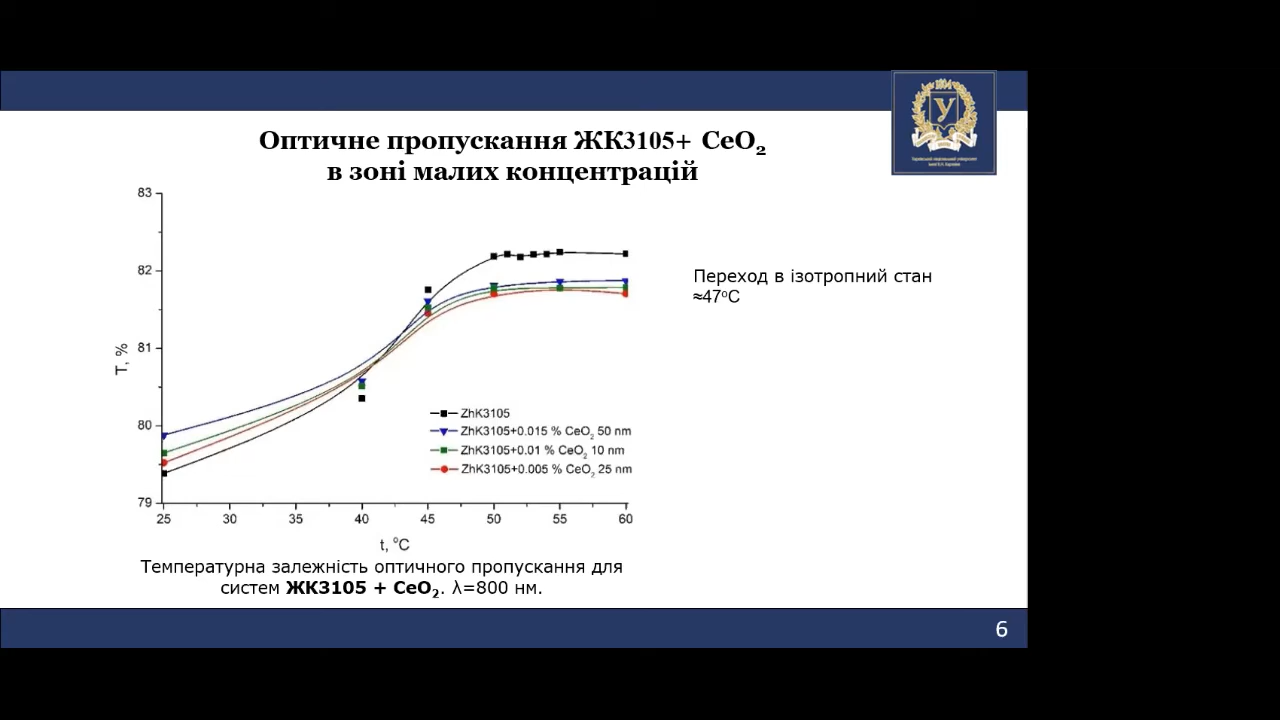 Оптичне пропускання ЖК3105+ CeO₂
в зоні малих концентрацій
83
82
81
80
79
T, %
25 30 35 40 45 50 55 60
t, °C
ZhK3105
ZhK3105+0.015 % CeO₂ 50 nm
ZhK3105+0.01 % CeO₂ 10 nm
ZhK3105+0.005 % CeO₂ 25 nm
Переход в ізотропний стан
≈47°C
Температурна залежність оптичного пропускання для
систем ЖК3105 + CeO₂. λ=800 нм.
6